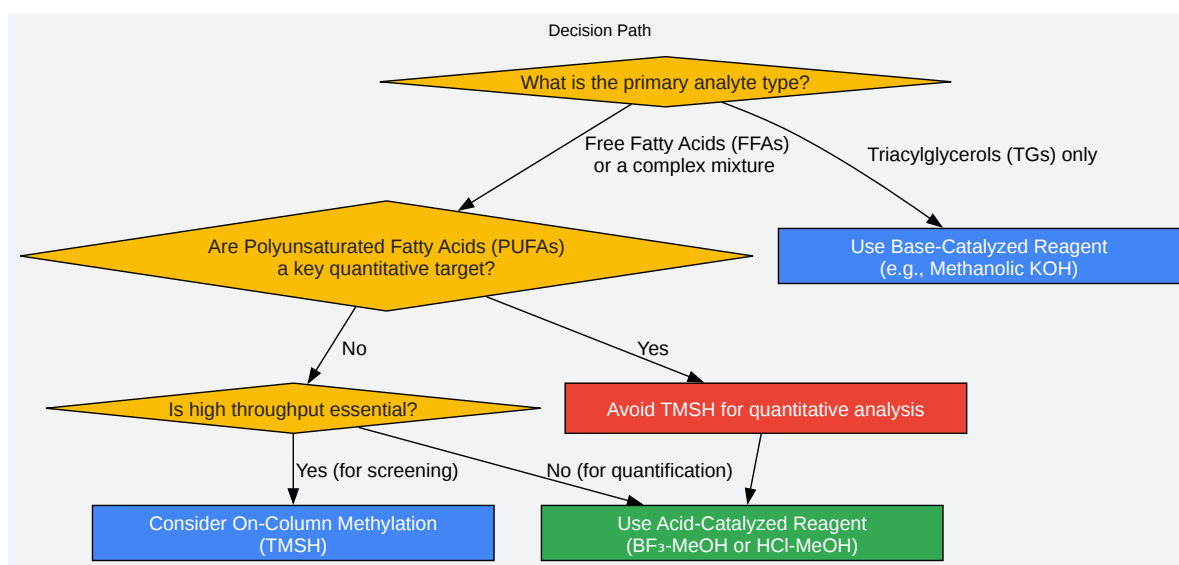 Decision Path
What is the primary analyte type?
Free Fatty Acids (FFAs)
or a complex mixture
Triacylglycerols (TGs) only
Are Polyunsaturated Fatty Acids (PUFAs)
a key quantitative target?
Use Base-Catalyzed Reagent
(e.g., Methanolic KOH)
No
Yes
Is high throughput essential?
Avoid TMSH for quantitative analysis
Yes (for screening)
No (for quantification)
Consider On-Column Methylation
(TMSH)
Use Acid-Catalyzed Reagent
(BF₃-MeOH or HCl-MeOH)